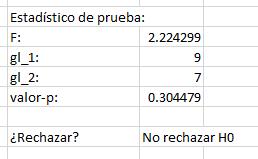 Estadístico de prueba:
F: 2.224299
gl_1: 9
gl_2: 7
valor-p: 0.304479
¿Rechazar? No rechazar H0